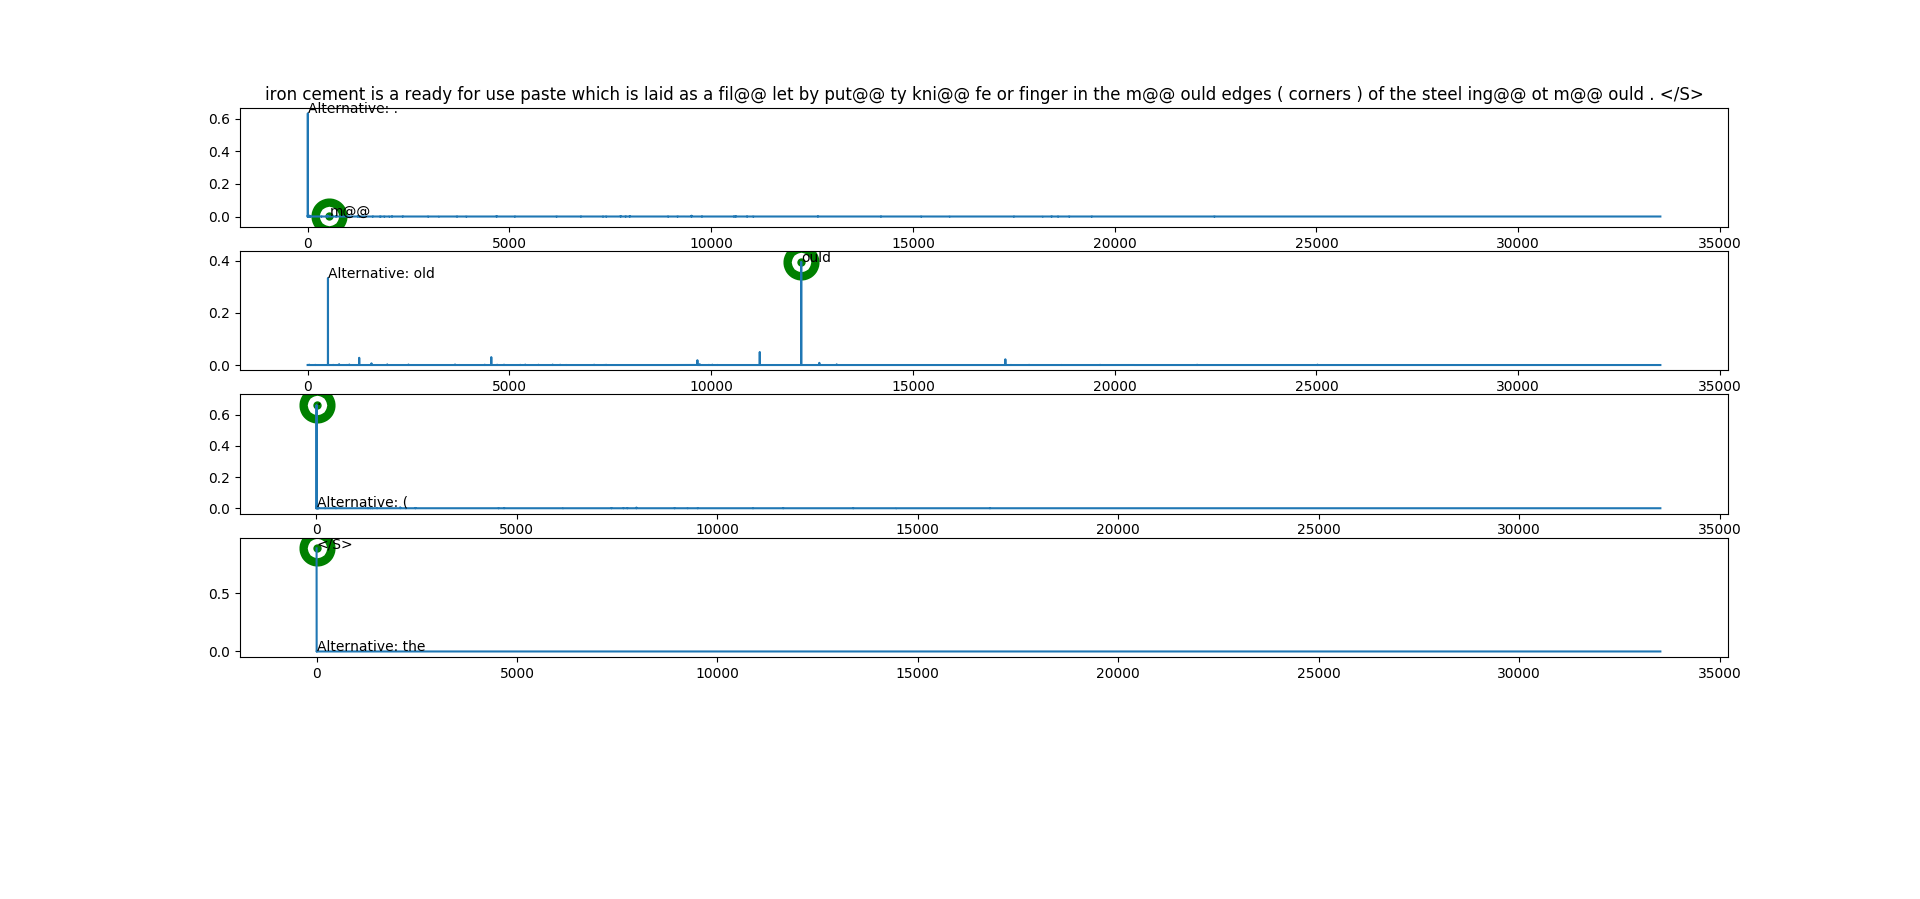 iron cement is a ready for use paste which is laid as a fil@@ let by put@@ ty kni@@ fe or finger in the m@@ ould edges ( corners ) of the steel ing@@ ot m@@ ould . </S>
Alternative: .
0.6
0.4
0.2
0.0
m@@
0 5000 10000 15000 20000 25000 30000 35000
ould
0.4
Alternative: old
0.2
0.0
0 5000 10000 15000 20000 25000 30000 35000
.
0.6
0.4
0.2
Alternative: (
0.0
0 5000 10000 15000 20000 25000 30000 35000
</S>
0.5
Alternative: the
0.0
0 5000 10000 15000 20000 25000 30000 35000